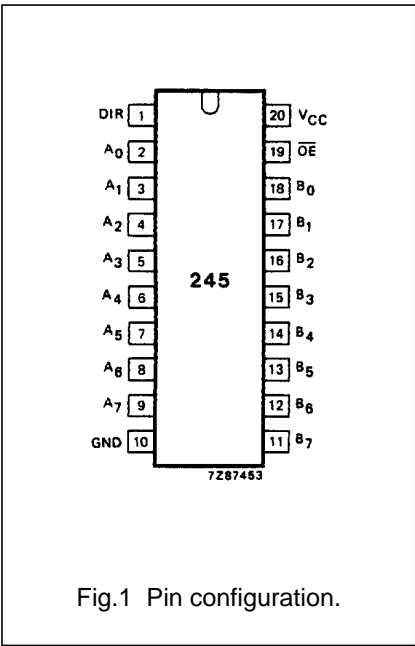 DIR 1 20 VCC
A0 2 19 OE
A1 3 18 B0
A2 4 17 B1
A3 5 16 B2
245
A4 6 15 B3
A5 7 14 B4
A6 8 13 B5
A7 9 12 B6
GND 10 11 B7
7Z87453
Fig.1 Pin configuration.